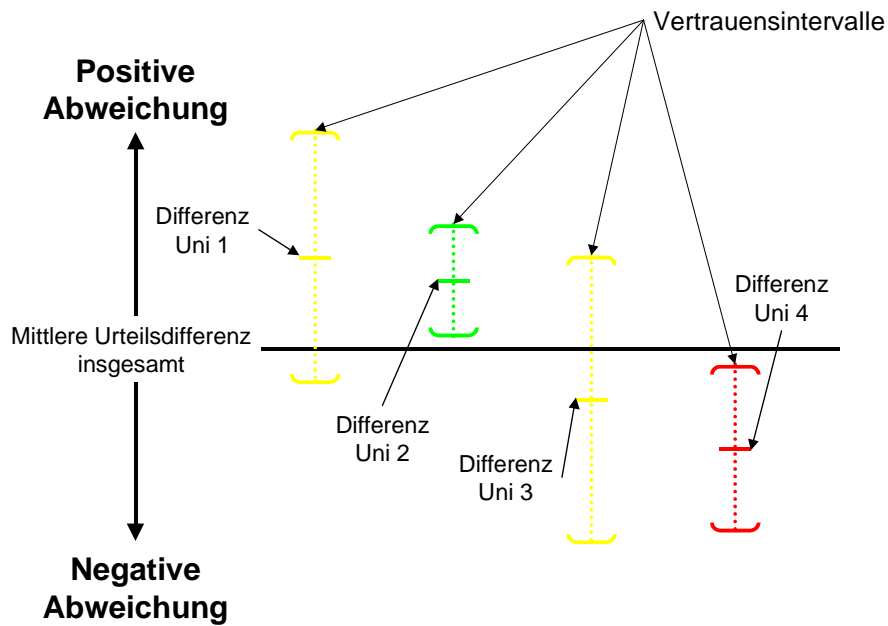 Vertrauensintervalle
Positive
Abweichung
Differenz
Uni 1
Differenz
Uni 4
Mittlere Urteilsdifferenz
insgesamt
Differenz
Uni 2
Differenz
Uni 3
Negative
Abweichung